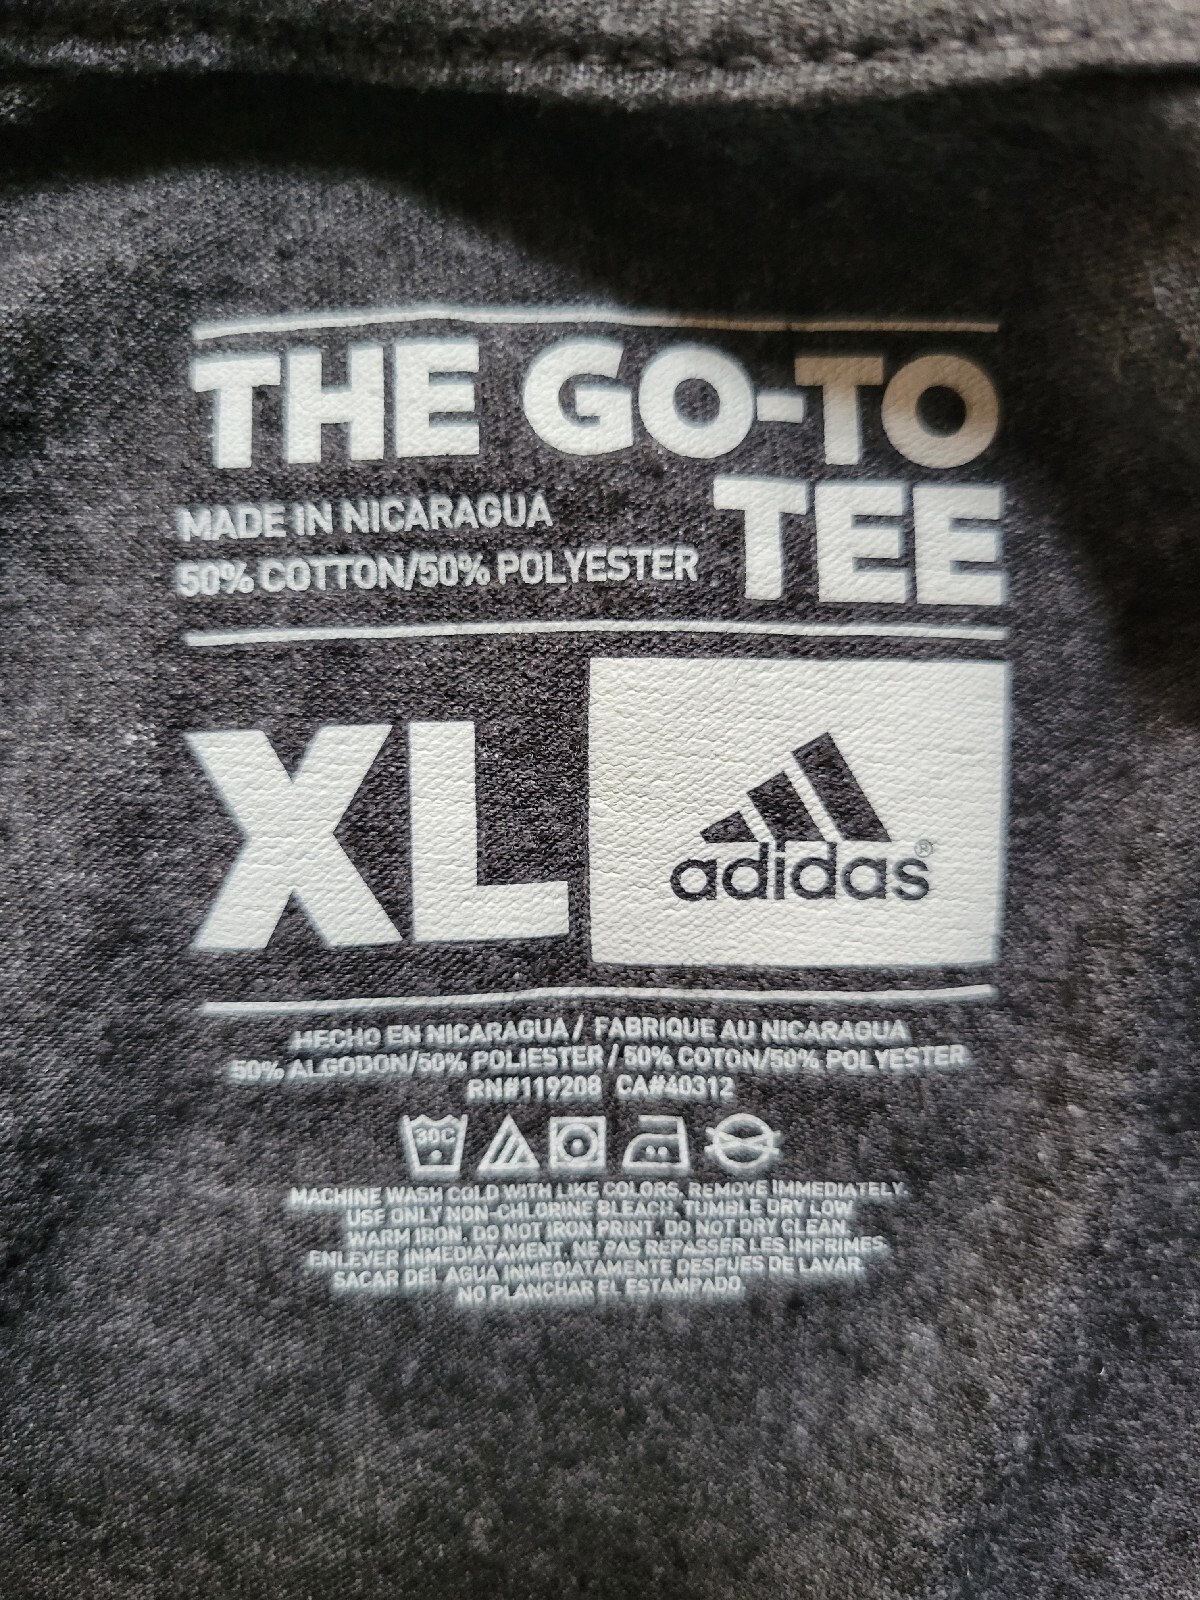 THE GO-TO
TEE
MADE IN NICARAGUA
50% COTTON/50% POLYESTER
XL
adidas®
HECHO EN NICARAGUA / FABRIQUE AU NICARAGUA
50% ALGODON/50% POLIESTER / 50% COTON/50% POLYESTER
RN#119208 CA#40312
30C
MACHINE WASH COLD WITH LIKE COLORS, REMOVE IMMEDIATELY.
USE ONLY NON-CHLORINE BLEACH. TUMBLE DRY LOW
WARM IRON. DO NOT IRON PRINT. DO NOT DRY CLEAN.
ENLEVER INMEDIATAMENT. NE PAS REPASSER LES IMPRIMES.
SACAR DEL AGUA INMEDIATAMENTE DESPUES DE LAVAR.
NO PLANCHAR EL ESTAMPADO.